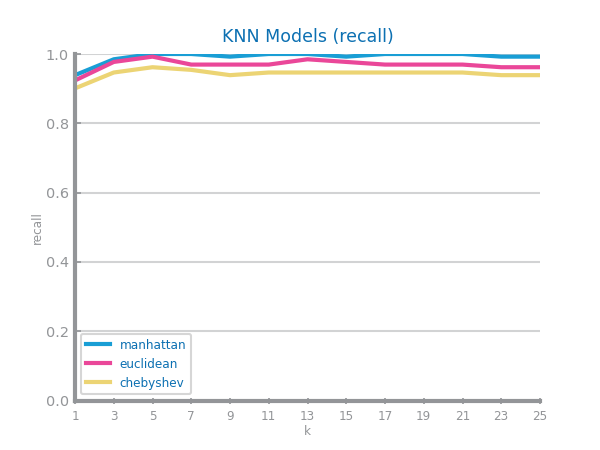 KNN Models (recall)
1.0
0.8
0.6
0.4
0.2
0.0
recall
manhattan
euclidean
chebyshev
1 3 5 7 9 11 13 15 17 19 21 23 25
k